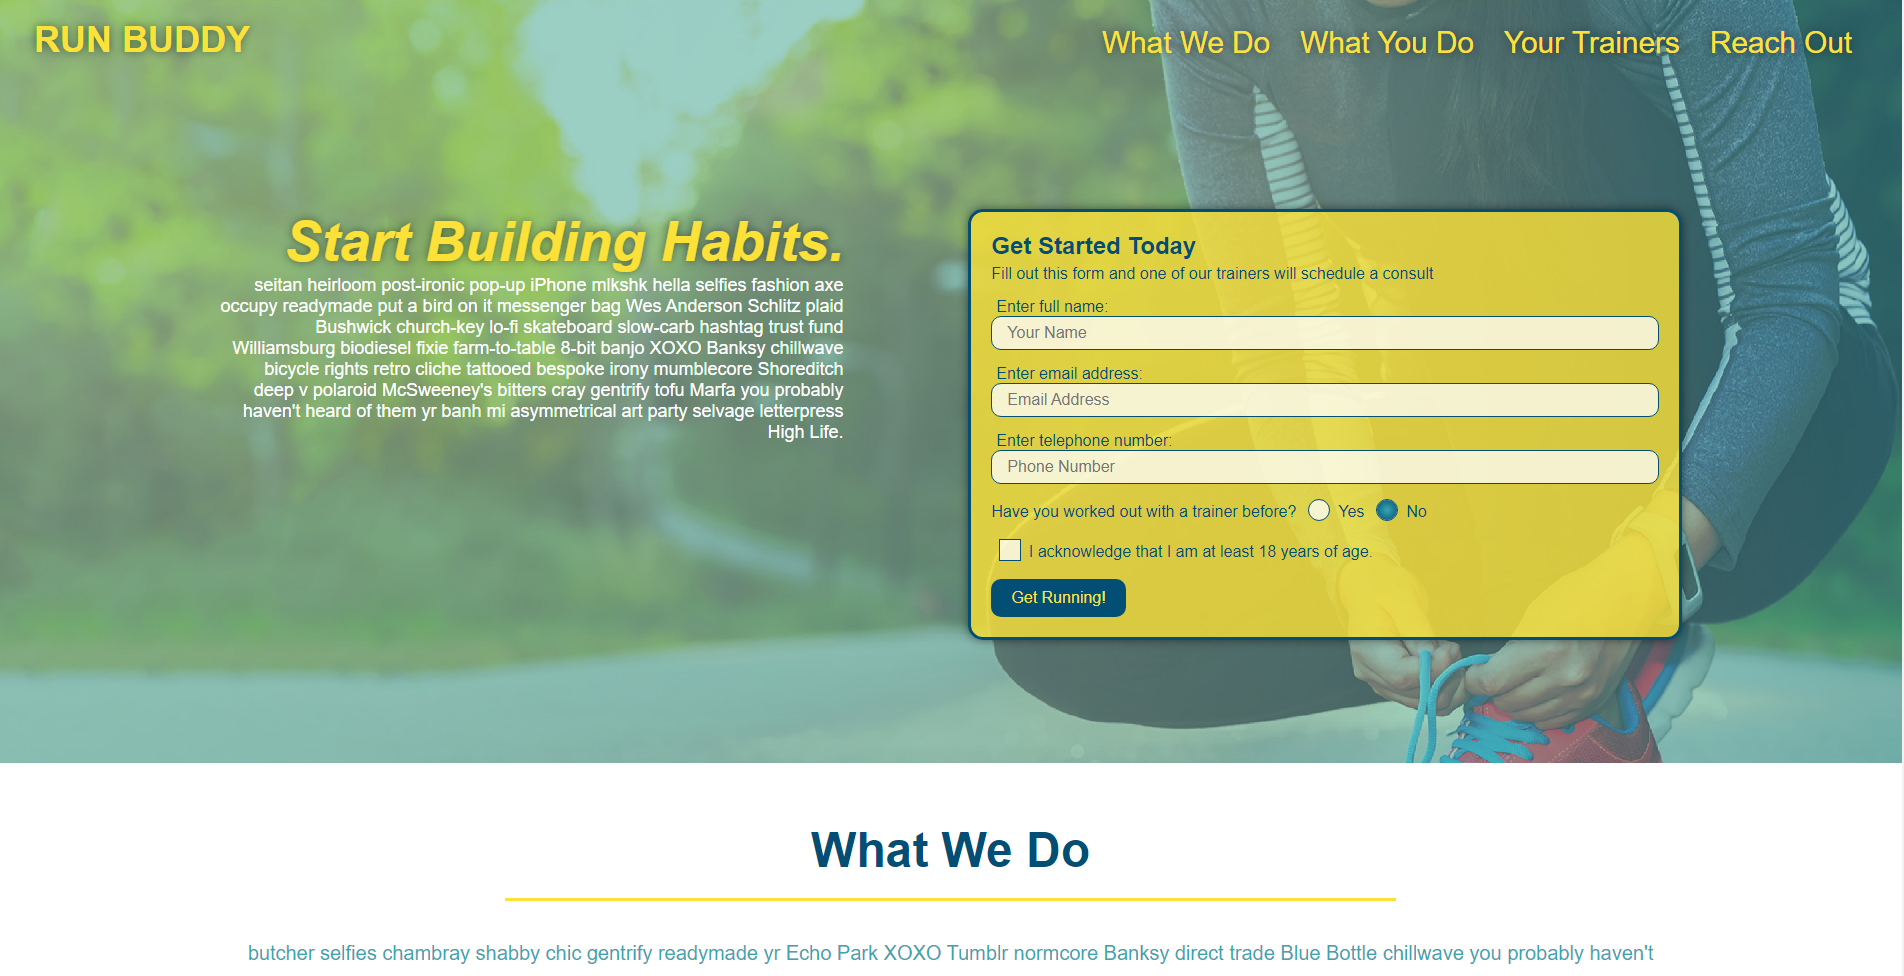 RUN BUDDY
What We Do What You Do Your Trainers Reach Out
Start Building Habits.
seitan heirloom post-ironic pop-up iPhone mlkshk hella selfies fashion axe
occupy readymade put a bird on it messenger bag Wes Anderson Schlitz plaid
Bushwick church-key lo-fi skateboard slow-carb hashtag trust fund
Williamsburg biodiesel fixie farm-to-table 8-bit banjo XOXO Banksy chillwave
bicycle rights retro cliche tattooed bespoke irony mumblecore Shoreditch
deep v polaroid McSweeney's bitters cray gentrify tofu Marfa you probably
haven't heard of them yr banh mi asymmetrical art party selvage letterpress
High Life.
Get Started Today
Fill out this form and one of our trainers will schedule a consult
Enter full name:
Your Name
Enter email address:
Email Address
Enter telephone number:
Phone Number
Have you worked out with a trainer before? Yes No
I acknowledge that I am at least 18 years of age.
Get Running!
What We Do
butcher selfies chambray shabby chic gentrify readymade yr Echo Park XOXO Tumblr normcore Banksy direct trade Blue Bottle chillwave you probably haven't